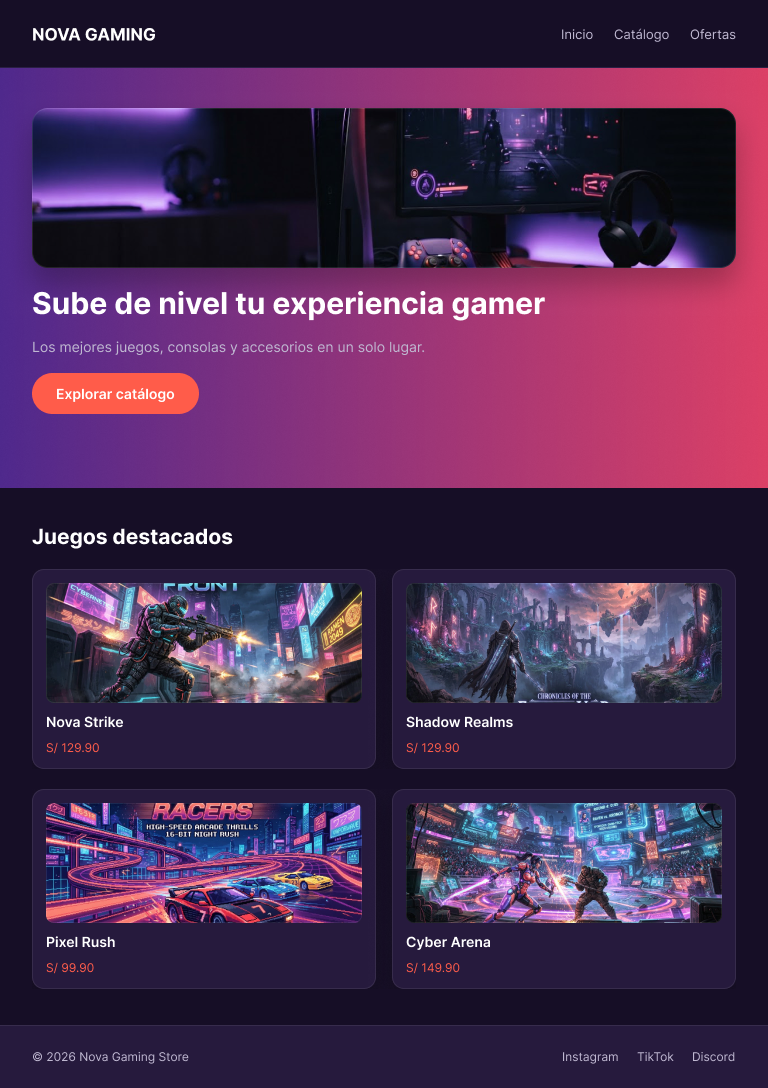 NOVA GAMING
Inicio Catálogo Ofertas
Sube de nivel tu experiencia gamer
Los mejores juegos, consolas y accesorios en un solo lugar.
Explorar catálogo
Juegos destacados
FRONT
Nova Strike
S/ 129.90
CHRONICLES OF THE
Shadow Realms
S/ 129.90
RACERS
HIGH-SPEED ARCADE THRILLS
16-BIT NIGHT RUSH
Pixel Rush
S/ 99.90
Cyber Arena
S/ 149.90
© 2026 Nova Gaming Store
Instagram TikTok Discord